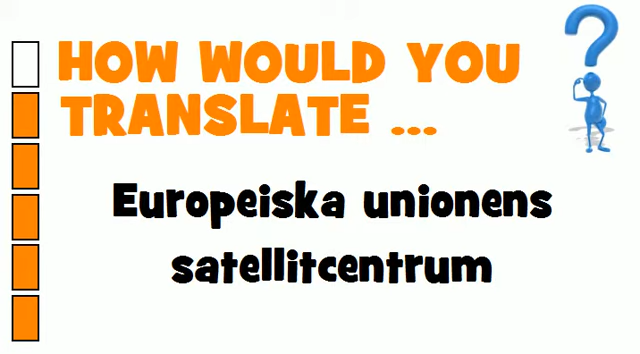 HOW WOULD YOU
TRANSLATE ...
Europeiska unionens
satellitcentrum